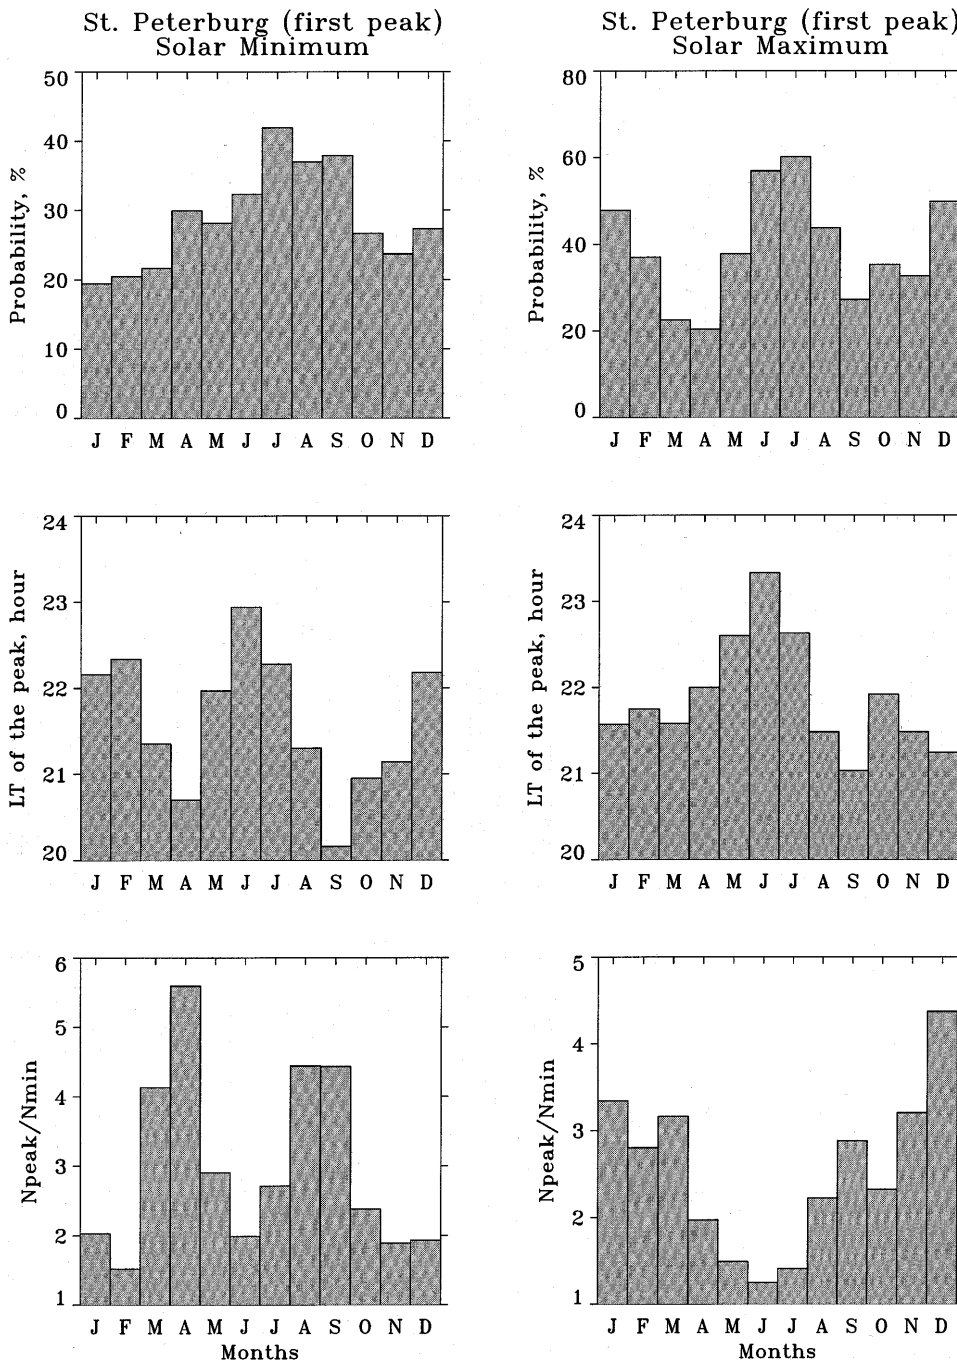 St. Peterburg (first peak)
Solar Minimum
50
40
30
20
10
0
Probability, %
J F M A M J J A S O N D
St. Peterburg (first peak)
Solar Maximum
80
60
40
20
0
Probability, %
J F M A M J J A S O N D
24
23
22
21
20
LT of the peak, hour
J F M A M J J A S O N D
24
23
22
21
20
LT of the peak, hour
J F M A M J J A S O N D
6
5
4
3
2
1
Npeak/Nmin
J F M A M J J A S O N D
Months
5
4
3
2
1
Npeak/Nmin
J F M A M J J A S O N D
Months